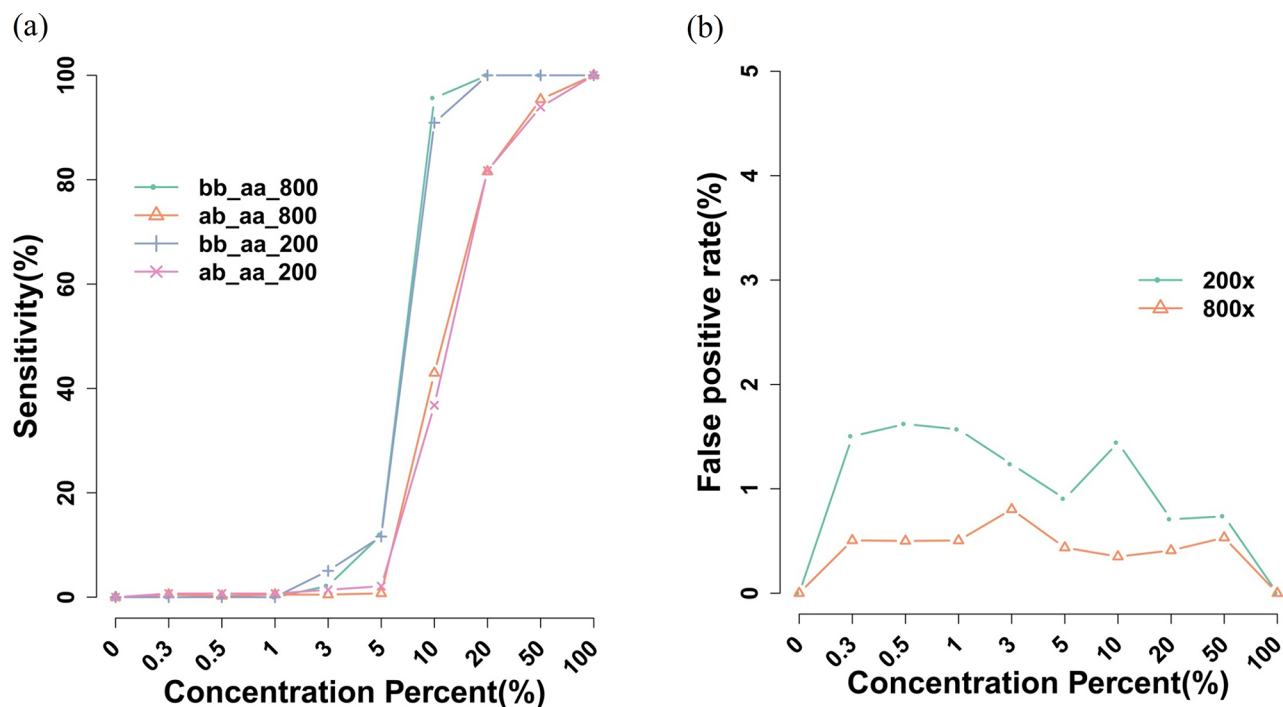 (a)
Sensitivity(%)
100
80
60
40
20
0
bb_aa_800
ab_aa_800
bb_aa_200
ab_aa_200
0 0.3 0.5 1 3 5 10 20 50 100
Concentration Percent(%)
(b)
False positive rate(%)
5
4
3
2
1
0
200x
800x
0 0.3 0.5 1 3 5 10 20 50 100
Concentration Percent(%)